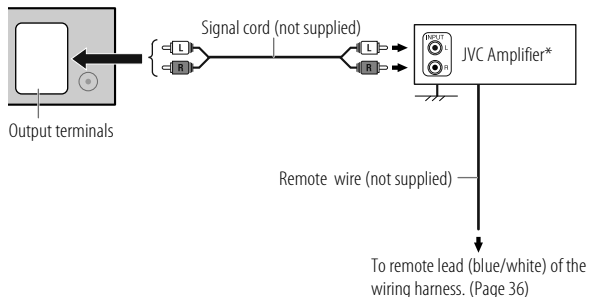 Signal cord (not supplied)
L
R
L
R
INPUT
L
R
JVC Amplifier*
Output terminals
Remote wire (not supplied)
To remote lead (blue/white) of the
wiring harness. (Page 36)